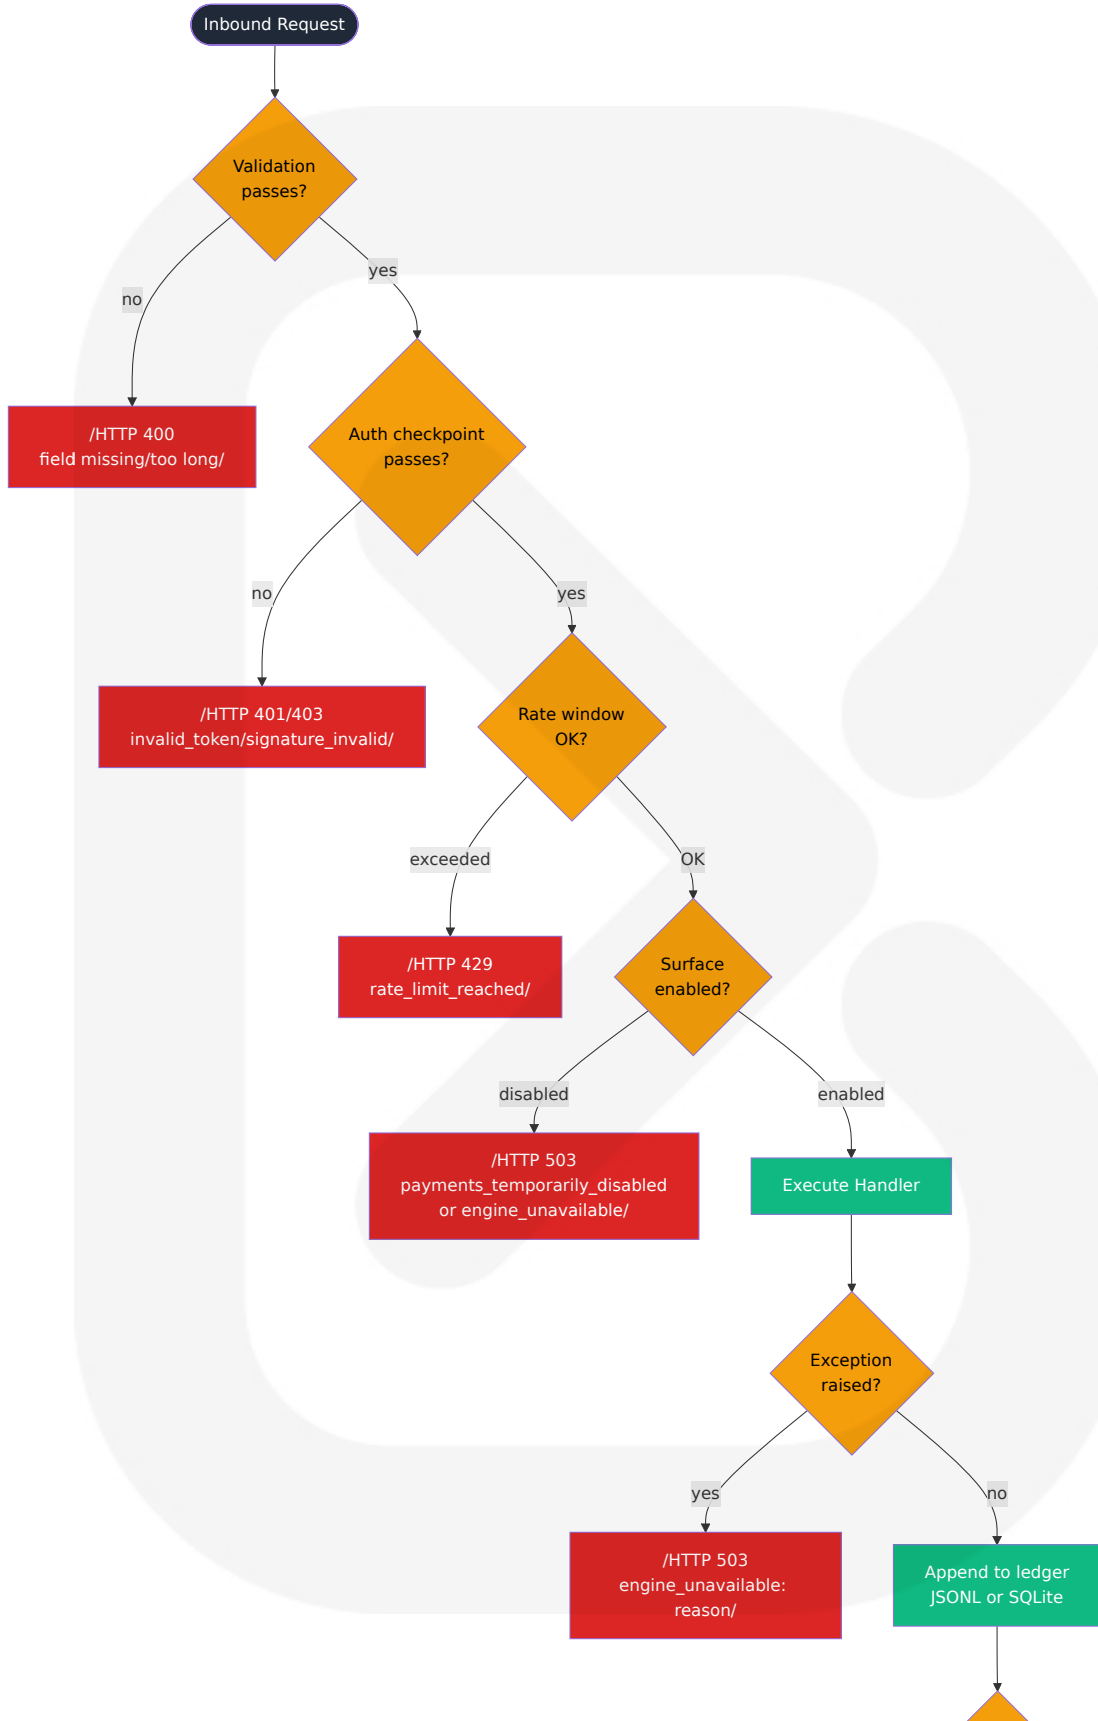 Inbound Request
Validation
passes?
yes
no
/HTTP 400
field missing/too long/
Auth checkpoint
passes?
no
yes
/HTTP 401/403
invalid_token/signature_invalid/
Rate window
OK?
exceeded
OK
/HTTP 429
rate_limit_reached/
Surface
enabled?
disabled
enabled
/HTTP 503
payments_temporarily_disabled
or engine_unavailable/
Execute Handler
Exception
raised?
yes
no
/HTTP 503
engine_unavailable:
reason/
Append to ledger
JSONL or SQLite